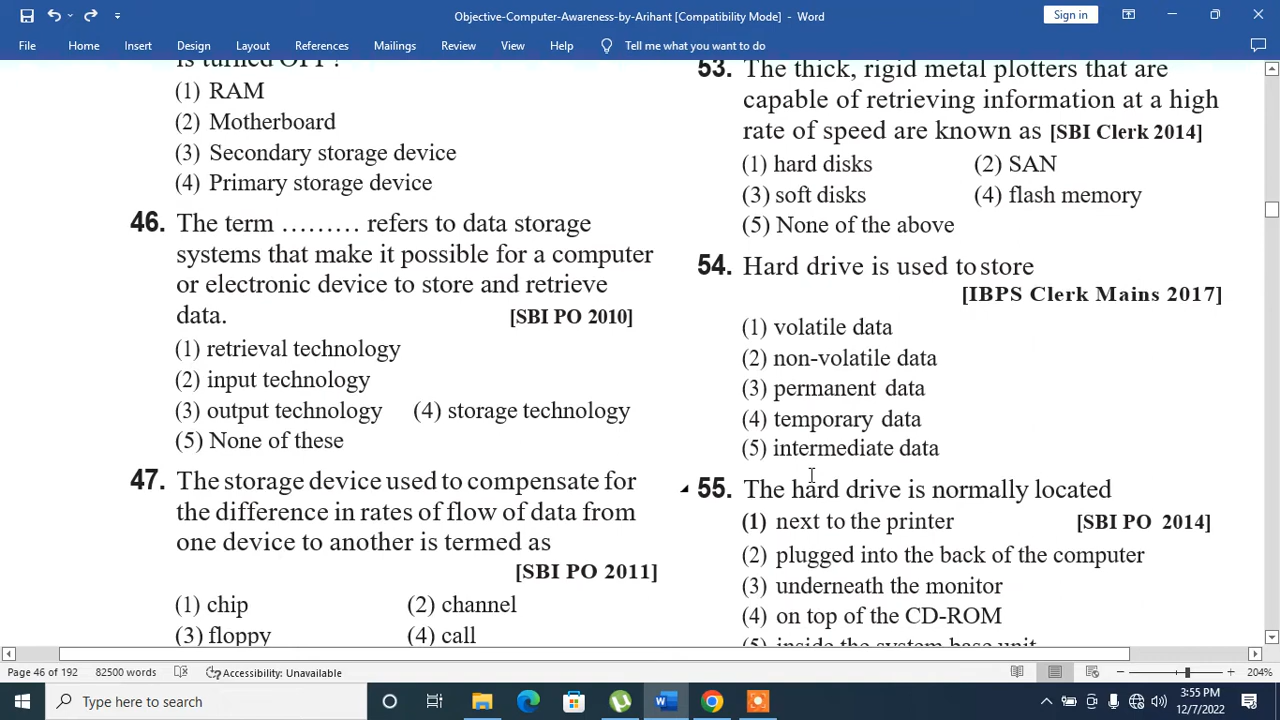 Objective-Computer-Awareness-by-Arihant [Compatibility Mode] - Word
Sign in
File Home Insert Design Layout References Mailings Review View Help Tell me what you want to do
is turned OFF?
(1) RAM
(2) Motherboard
(3) Secondary storage device
(4) Primary storage device
46. The term ……… refers to data storage
systems that make it possible for a computer
or electronic device to store and retrieve
data. [SBI PO 2010]
(1) retrieval technology
(2) input technology
(3) output technology (4) storage technology
(5) None of these
47. The storage device used to compensate for
the difference in rates of flow of data from
one device to another is termed as
[SBI PO 2011]
(1) chip (2) channel
(3) floppy (4) call
53. The thick, rigid metal plotters that are
capable of retrieving information at a high
rate of speed are known as [SBI Clerk 2014]
(1) hard disks (2) SAN
(3) soft disks (4) flash memory
(5) None of the above
54. Hard drive is used to store
[IBPS Clerk Mains 2017]
(1) volatile data
(2) non-volatile data
(3) permanent data
(4) temporary data
(5) intermediate data
55. The hard drive is normally located
(1) next to the printer [SBI PO 2014]
(2) plugged into the back of the computer
(3) underneath the monitor
(4) on top of the CD-ROM
(5) inside the system base unit
Page 46 of 192 82500 words Accessibility: Unavailable 204%
Type here to search
3:55 PM
12/7/2022